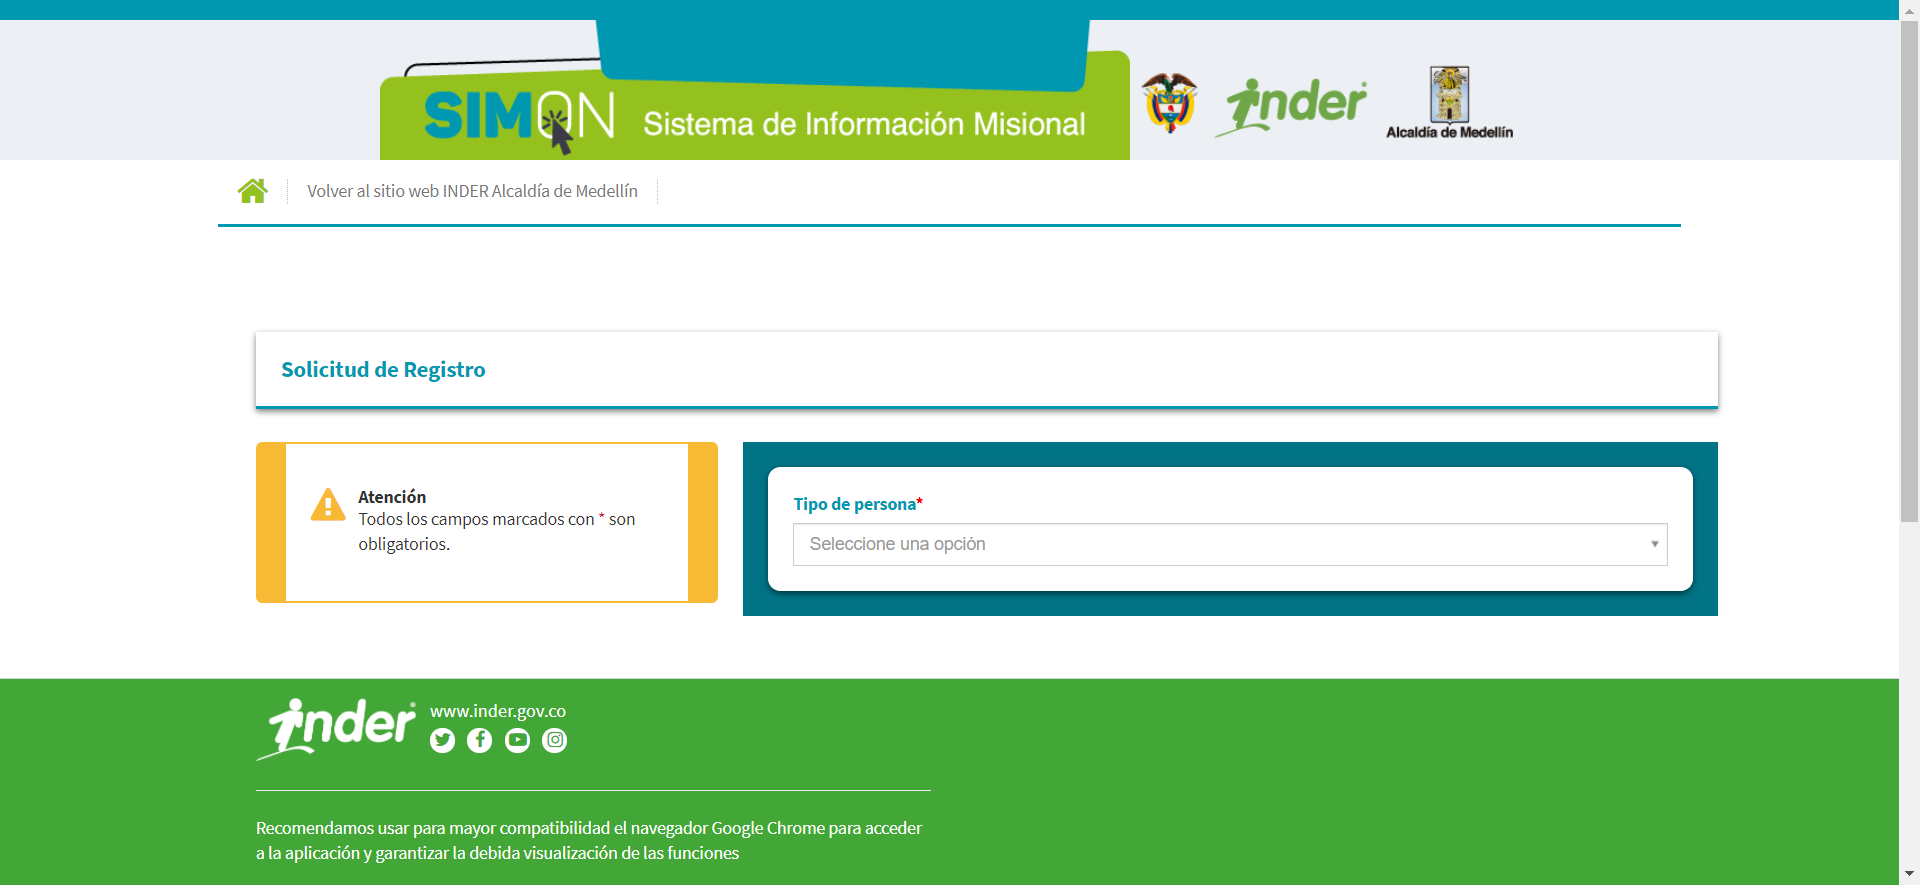 SIMON Sistema de Información Misional
inder
Alcaldía de Medellín
Volver al sitio web INDER Alcaldía de Medellín
Solicitud de Registro
Atención
Todos los campos marcados con * son
obligatorios.
Tipo de persona*
Seleccione una opción
inder
www.inder.gov.co
Recomendamos usar para mayor compatibilidad el navegador Google Chrome para acceder
a la aplicación y garantizar la debida visualización de las funciones